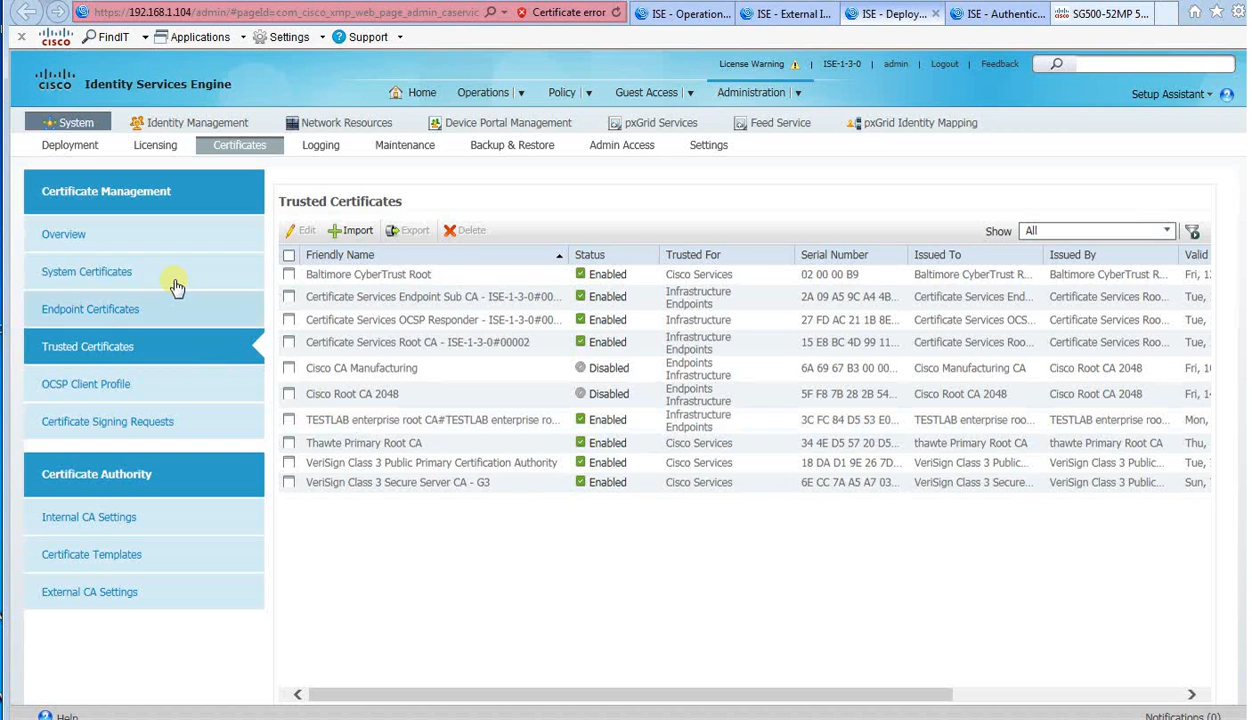 https://192.168.1.104/admin/#pageId=com_cisco_xmp_web_page_admin_caservic
Certificate error
ISE - Operation...
ISE - External I...
ISE - Deploy...
ISE - Authentic...
SG500-52MP 5...
x
CISCO
FindIT
Applications
Settings
Support
CISCO
Identity Services Engine
License Warning
ISE-1-3-0
admin
Logout
Feedback
Home
Operations
Policy
Guest Access
Administration
Setup Assistant
System
Identity Management
Network Resources
Device Portal Management
pxGrid Services
Feed Service
pxGrid Identity Mapping
Deployment
Licensing
Certificates
Logging
Maintenance
Backup & Restore
Admin Access
Settings
Certificate Management
Overview
System Certificates
Endpoint Certificates
Trusted Certificates
OCSP Client Profile
Certificate Signing Requests
Certificate Authority
Internal CA Settings
Certificate Templates
External CA Settings
Trusted Certificates
Edit Import Export Delete
Show All
Friendly Name Status Trusted For Serial Number Issued To Issued By Valid
Baltimore CyberTrust Root Enabled Cisco Services 02 00 00 B9 Baltimore CyberTrust R... Baltimore CyberTrust R... Fri, 1
Certificate Services Endpoint Sub CA - ISE-1-3-0#00... Enabled Infrastructure Endpoints 2A 09 A5 9C A4 4B... Certificate Services End... Certificate Services Roo... Tue,
Certificate Services OCSP Responder - ISE-1-3-0#00... Enabled Infrastructure 27 FD AC 21 1B 8E... Certificate Services OCS... Certificate Services Roo... Tue,
Certificate Services Root CA - ISE-1-3-0#00002 Enabled Infrastructure Endpoints 15 E8 BC 4D 99 11... Certificate Services Roo... Certificate Services Roo... Tue,
Cisco CA Manufacturing Disabled Endpoints Infrastructure 6A 69 67 B3 00 00... Cisco Manufacturing CA Cisco Root CA 2048 Fri, 1
Cisco Root CA 2048 Disabled Endpoints Infrastructure 5F F8 7B 28 2B 54... Cisco Root CA 2048 Cisco Root CA 2048 Fri, 1
TESTLAB enterprise root CA#TESTLAB enterprise ro... Enabled Infrastructure Endpoints 3C FC 84 D5 53 E0... TESTLAB enterprise roo... TESTLAB enterprise roo... Mon,
Thawte Primary Root CA Enabled Cisco Services 34 4E D5 57 20 D5... thawte Primary Root CA thawte Primary Root CA Thu,
VeriSign Class 3 Public Primary Certification Authority Enabled Cisco Services 18 DA D1 9E 26 7D... VeriSign Class 3 Public... VeriSign Class 3 Public... Tue,
VeriSign Class 3 Secure Server CA - G3 Enabled Cisco Services 6E CC 7A A5 A7 03... VeriSign Class 3 Secure... VeriSign Class 3 Public... Sun,
Help
Notifications (0)